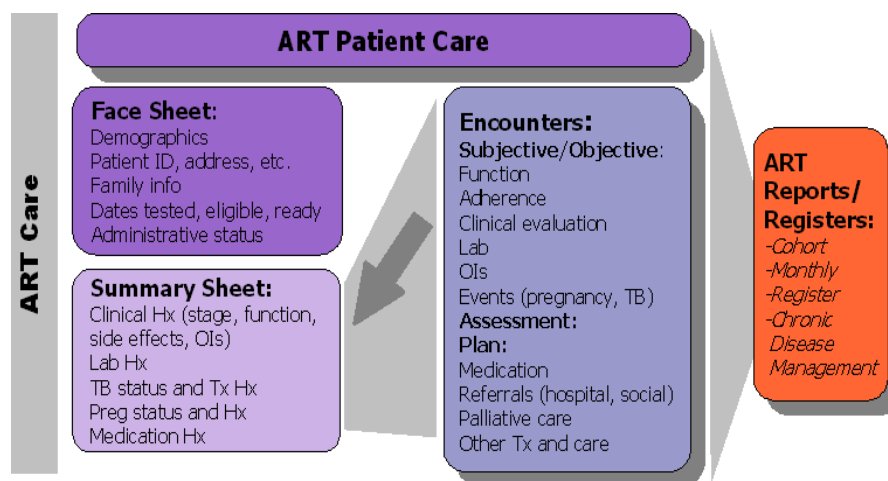 ART Care
ART Patient Care
Face Sheet:
Demographics
Patient ID, address, etc.
Family info
Dates tested, eligible, ready
Administrative status
Summary Sheet:
Clinical Hx (stage, function,
side effects, OIs)
Lab Hx
TB status and Tx Hx
Preg status and Hx
Medication Hx
Encounters:
Subjective/Objective:
Function
Adherence
Clinical evaluation
Lab
OIs
Events (pregnancy, TB)
Assessment:
Plan:
Medication
Referrals (hospital, social)
Palliative care
Other Tx and care
ART
Reports/
Registers:
-Cohort
-Monthly
-Register
-Chronic
Disease
Management